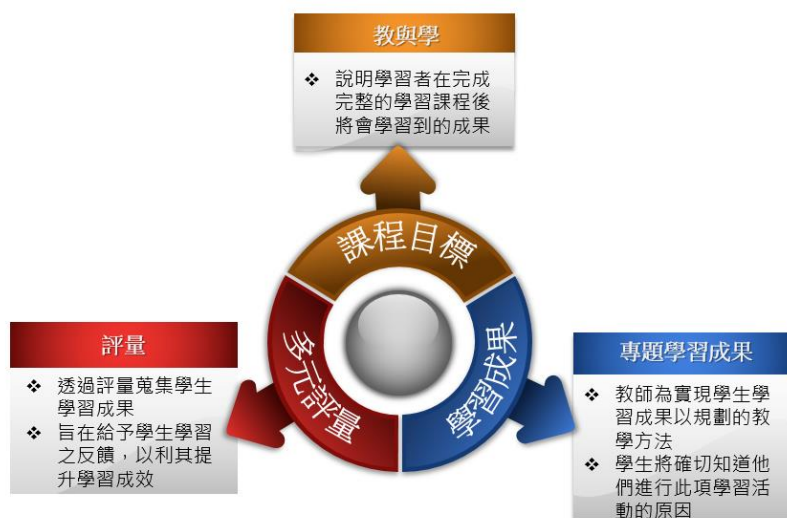 教與學
❖ 說明學習者在完成
完整的學習課程後
將會學習到的成果
課程目標
多元評量
學習成果
評量
❖ 透過評量蒐集學生
學習成果
❖ 旨在給予學生學習
之反饋，以利其提
升學習成效
專題學習成果
❖ 教師為實現學生學
習成果以規劃的教
學方法
❖ 學生將確切知道他
們進行此項學習活
動的原因